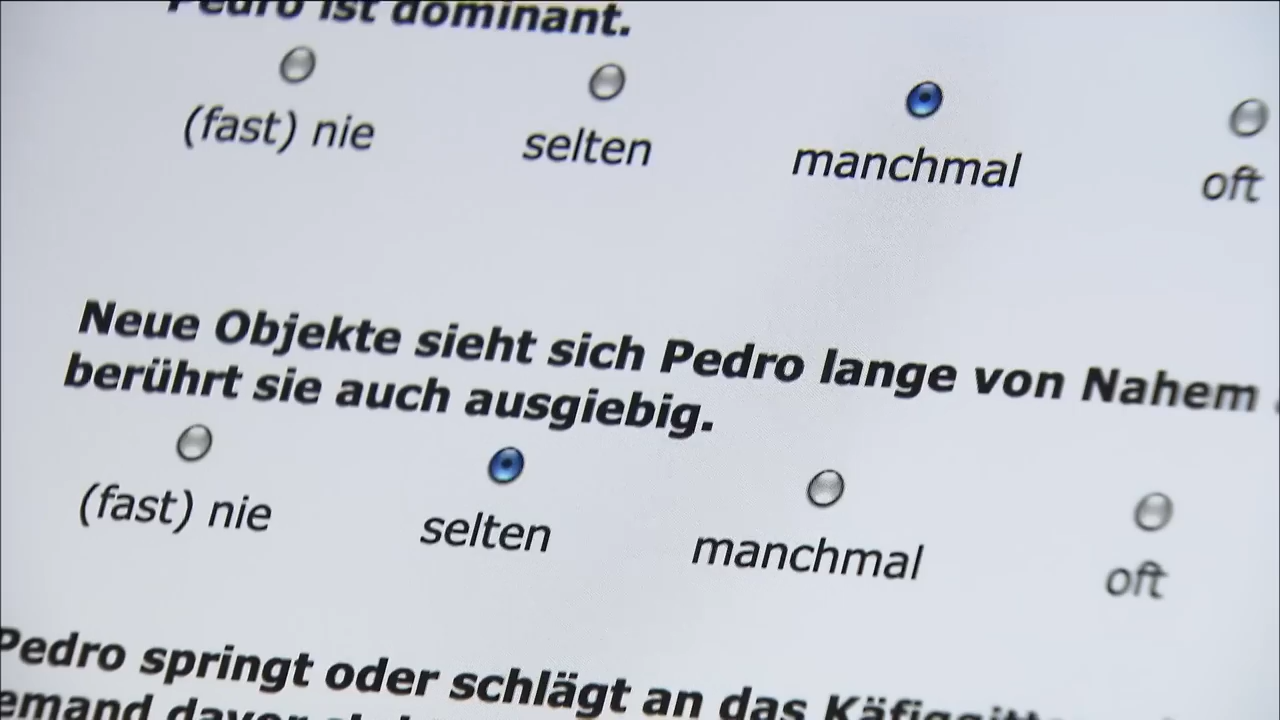 Pedro ist dominant.
(fast) nie selten manchmal oft
Neue Objekte sieht sich Pedro lange von Nahem
berührt sie auch ausgiebig.
(fast) nie selten manchmal oft
Pedro springt oder schlägt an das